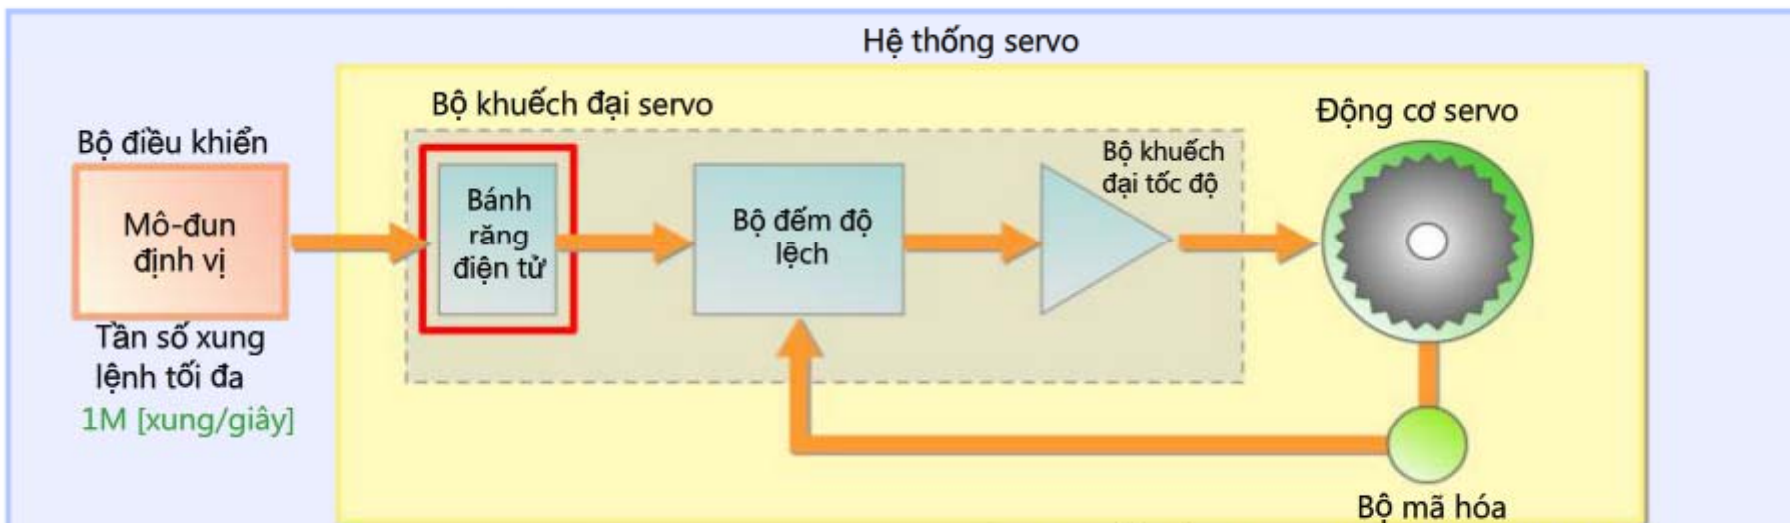 Hệ thống servo
Bộ khuếch đại servo
Động cơ servo
Bộ điều khiển
Bộ khuếch
đại tốc độ
Mô-đun
định vị
Bánh
răng
điện tử
Bộ đếm độ
lệch
Tần số xung
lệnh tối đa
1M [xung/giây]
Bộ mã hóa